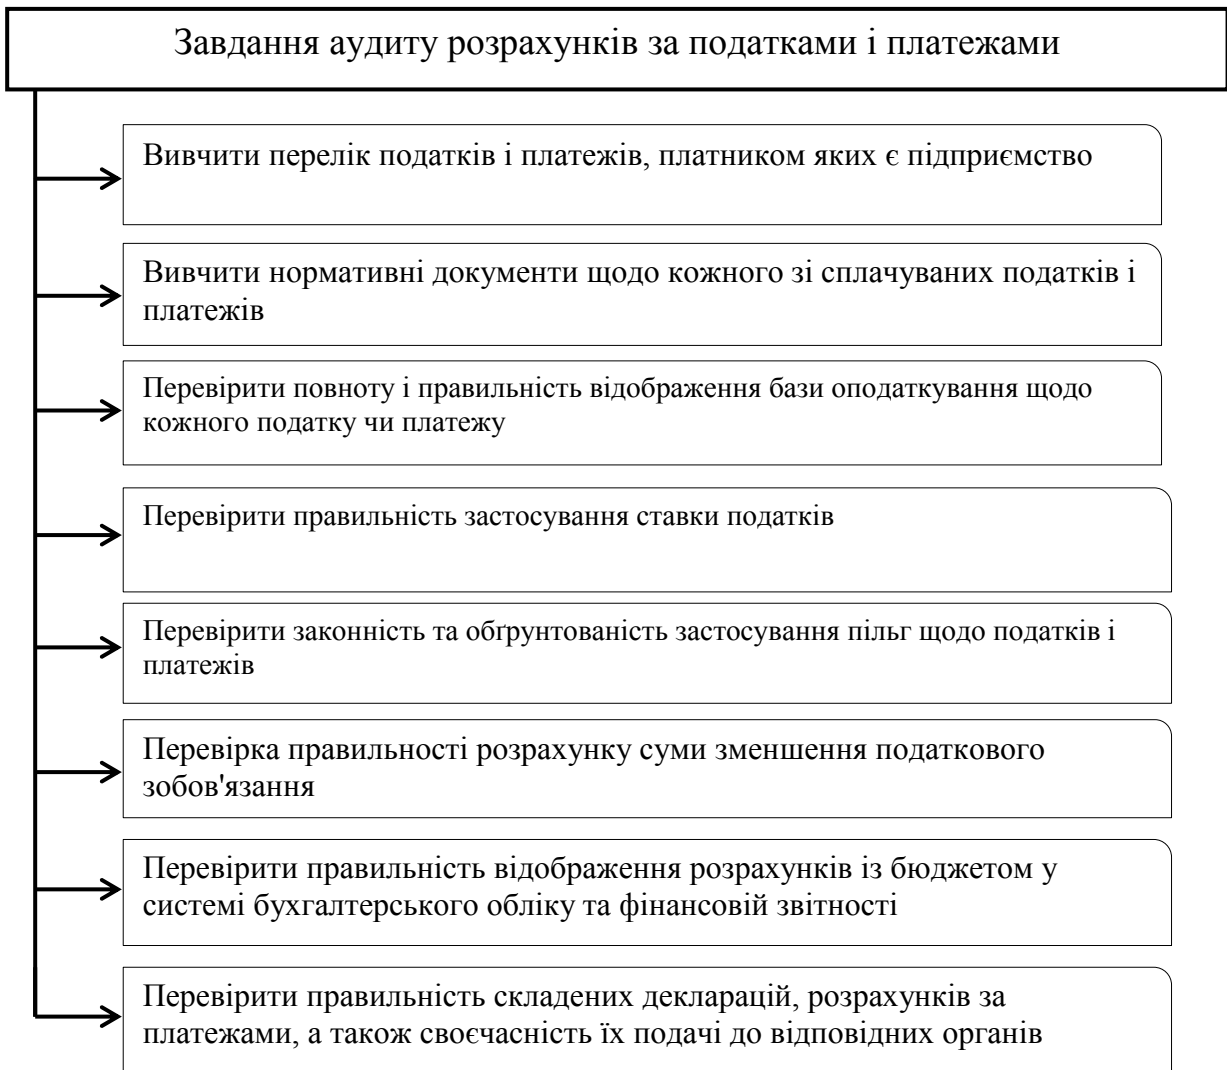 Завдання аудиту розрахунків за податками і платежами
Вивчити перелік податків і платежів, платником яких є підприємство
Вивчити нормативні документи щодо кожного зі сплачуваних податків і
платежів
Перевірити повноту і правильність відображення бази оподаткування щодо
кожного податку чи платежу
Перевірити правильність застосування ставки податків
Перевірити законність та обґрунтованість застосування пільг щодо податків і
платежів
Перевірка правильності розрахунку суми зменшення податкового
зобов'язання
Перевірити правильність відображення розрахунків із бюджетом у
системі бухгалтерського обліку та фінансовій звітності
Перевірити правильність складених декларацій, розрахунків за
платежами, а також своєчасність їх подачі до відповідних органів